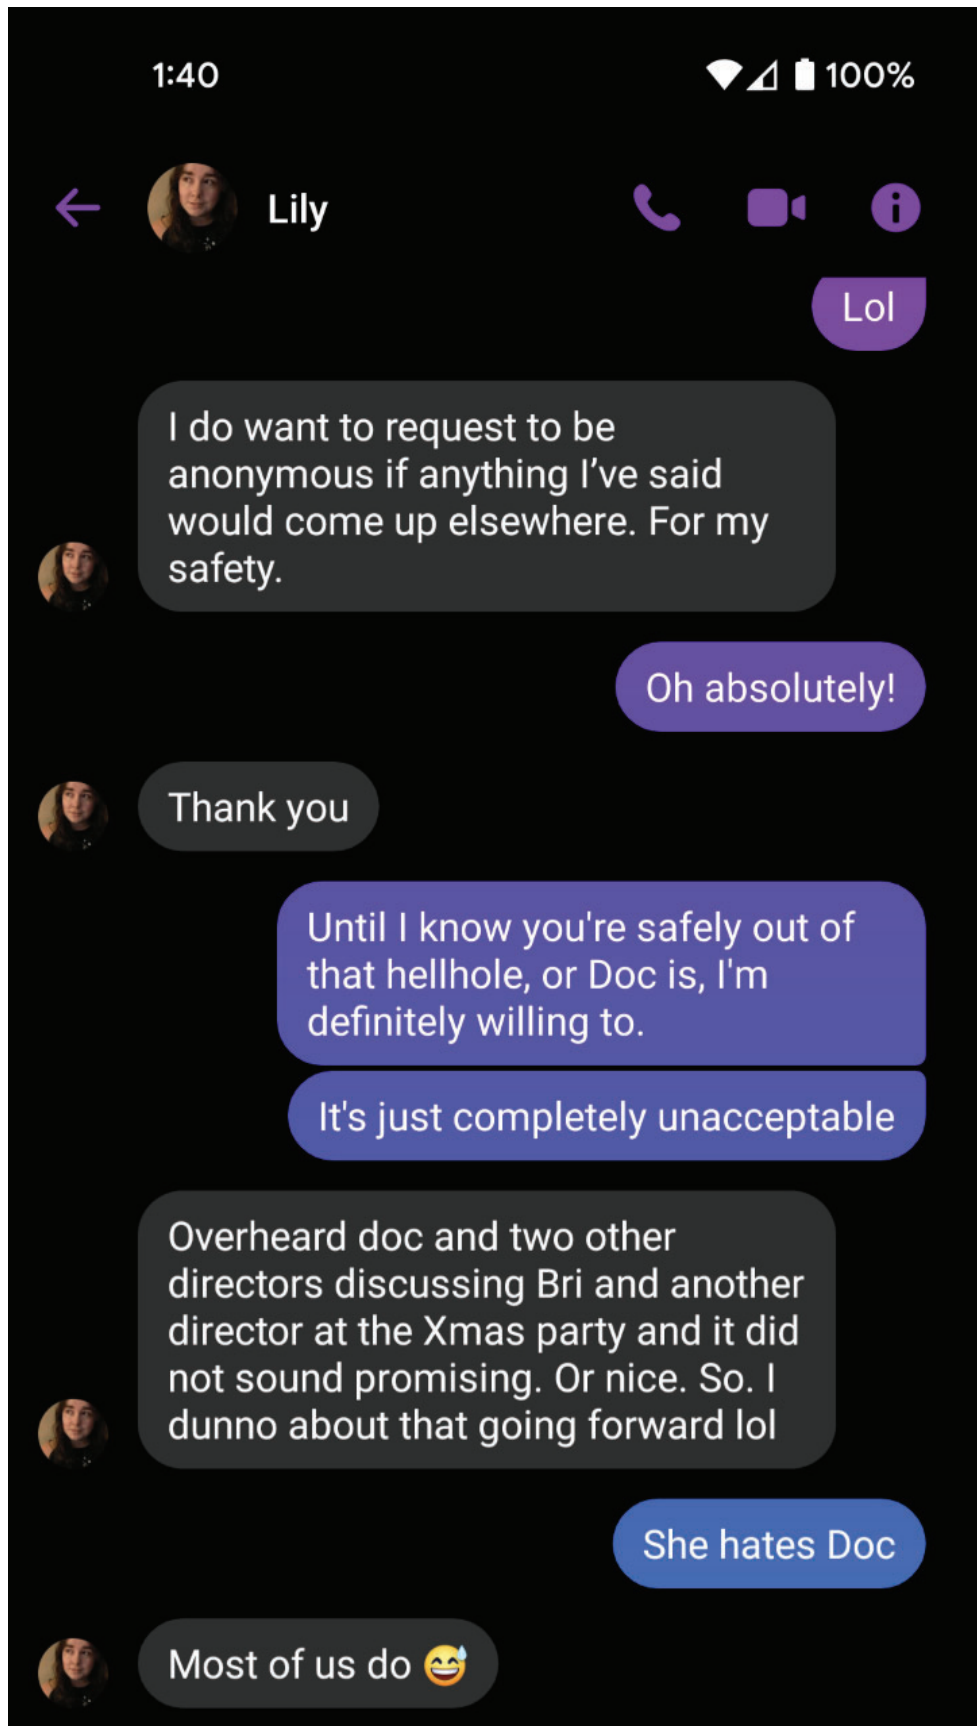 1:40
100%
Lily
Lol
I do want to request to be
anonymous if anything I’ve said
would come up elsewhere. For my
safety.
Oh absolutely!
Thank you
Until I know you're safely out of
that hellhole, or Doc is, I'm
definitely willing to.
It's just completely unacceptable
Overheard doc and two other
directors discussing Bri and another
director at the Xmas party and it did
not sound promising. Or nice. So. I
dunno about that going forward lol
She hates Doc
Most of us do 😅